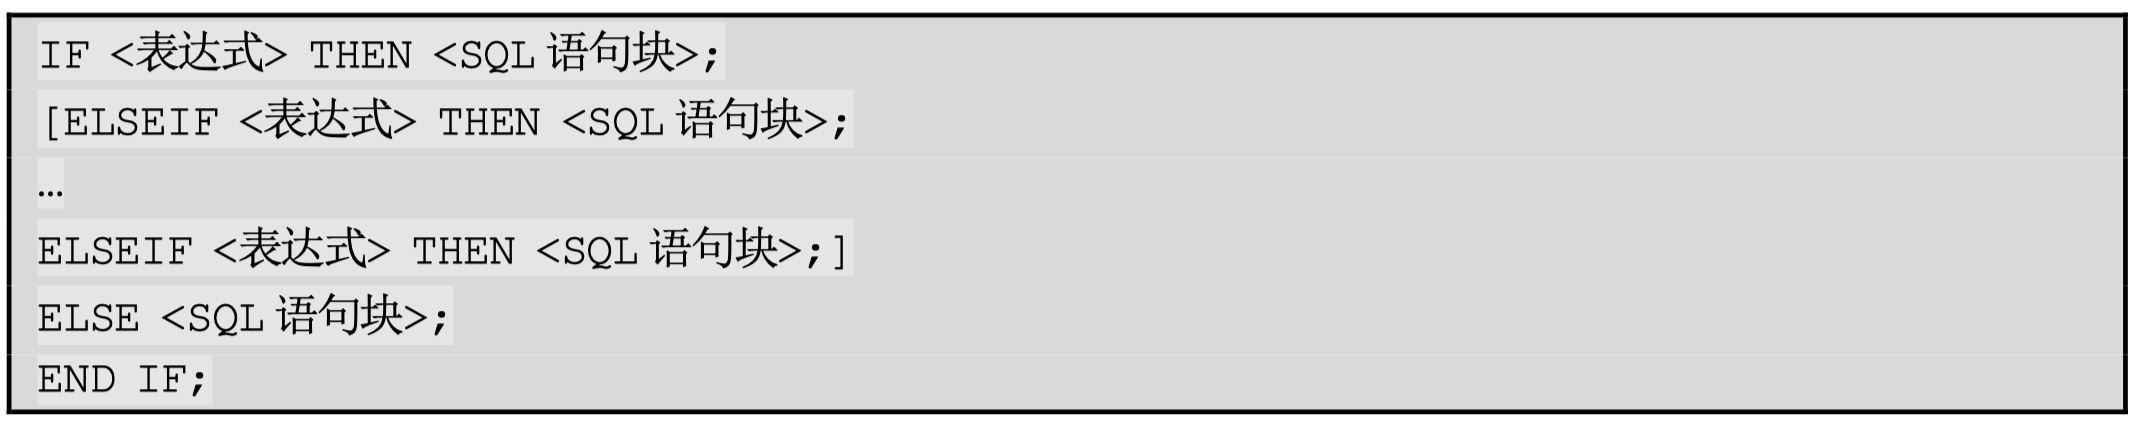 IF <表达式> THEN <SQL 语句块>;
[ELSEIF <表达式> THEN <SQL 语句块>;
…
ELSEIF <表达式> THEN <SQL 语句块>;]
ELSE <SQL 语句块>;
END IF;